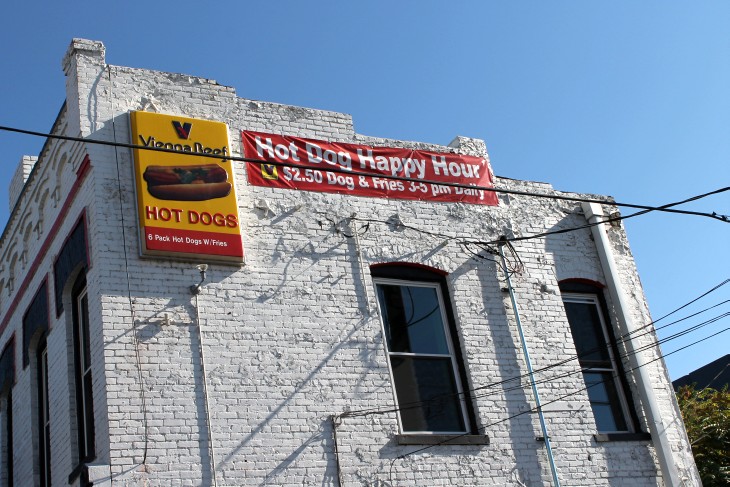 Vienna Beef
HOT DOGS
6 Pack Hot Dogs W/Fries
Hot Dog Happy Hour
$2.50 Dog & Fries 3-5 pm Daily